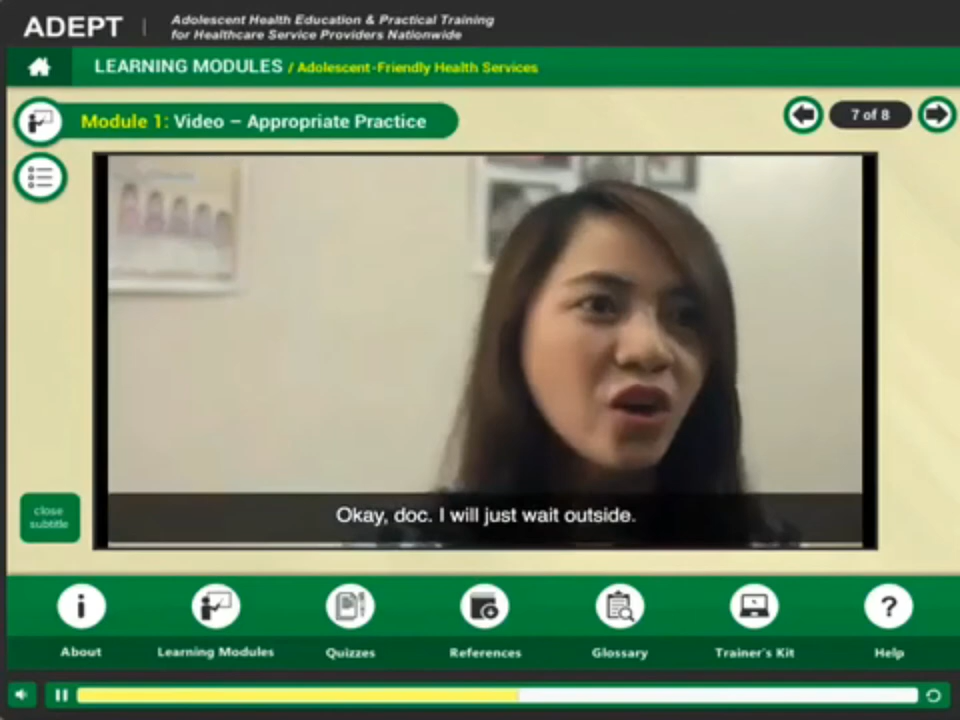 ADEPT
Adolescent Health Education & Practical Training
for Healthcare Service Providers Nationwide
LEARNING MODULES / Adolescent-Friendly Health Services
Module 1: Video – Appropriate Practice
7 of 8
Okay, doc. I will just wait outside.
close
subtitle
About
Learning Modules
Quizzes
References
Glossary
Trainer's Kit
Help